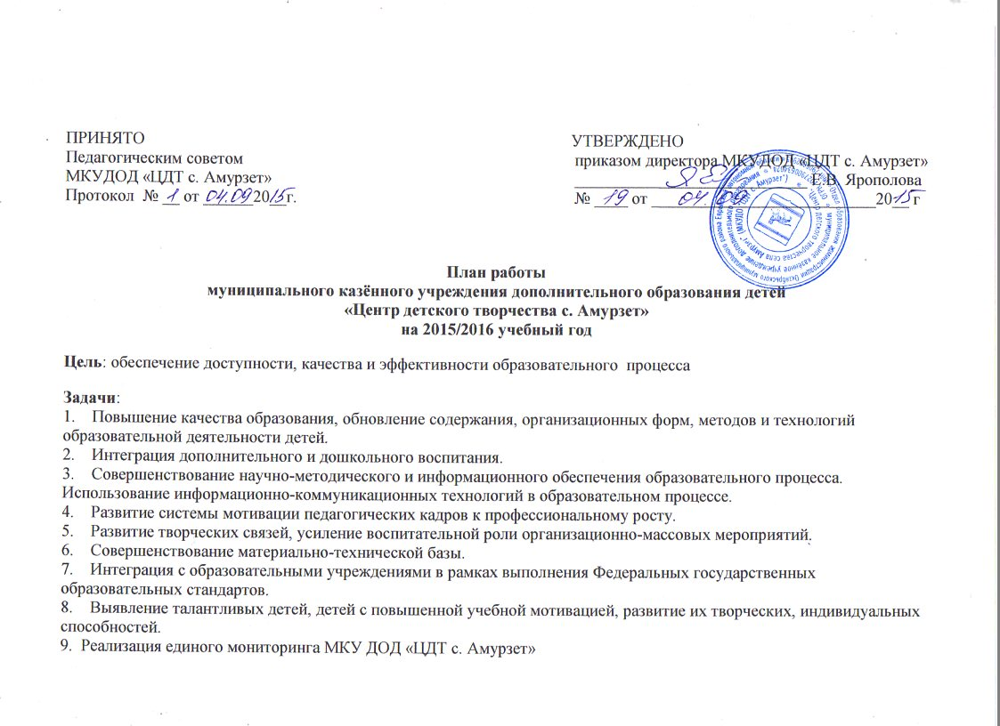 ПРИНЯТО
Педагогическим советом
МКУДОД «ЦДТ с. Амурзет»
Протокол № 1 от 04.09 2015г.
УТВЕРЖДЕНО
приказом директора МКУДОД «ЦДТ с. Амурзет»
Е.В. Ярополова
№ 19 от 04. 2015 г
План работы
муниципального казённого учреждения дополнительного образования детей
«Центр детского творчества с. Амурзет»
на 2015/2016 учебный год
Цель: обеспечение доступности, качества и эффективности образовательного процесса
Задачи:
1. Повышение качества образования, обновление содержания, организационных форм, методов и технологий
образовательной деятельности детей.
2. Интеграция дополнительного и дошкольного воспитания.
3. Совершенствование научно-методического и информационного обеспечения образовательного процесса.
Использование информационно-коммуникационных технологий в образовательном процессе.
4. Развитие системы мотивации педагогических кадров к профессиональному росту.
5. Развитие творческих связей, усиление воспитательной роли организационно-массовых мероприятий.
6. Совершенствование материально-технической базы.
7. Интеграция с образовательными учреждениями в рамках выполнения Федеральных государственных
образовательных стандартов.
8. Выявление талантливых детей, детей с повышенной учебной мотивацией, развитие их творческих, индивидуальных
способностей.
9. Реализация единого мониторинга МКУ ДОД «ЦДТ с. Амурзет»